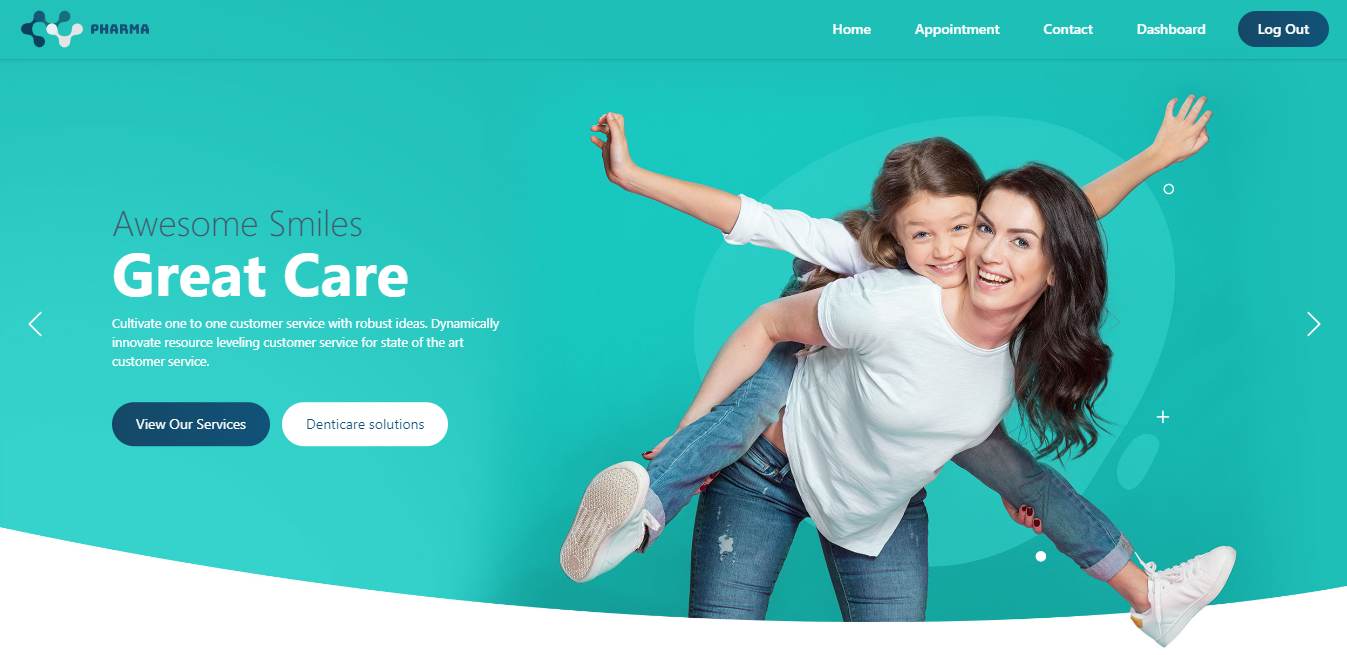 PHARMA
Home Appointment Contact Dashboard Log Out
Awesome Smiles
Great Care
Cultivate one to one customer service with robust ideas. Dynamically
innovate resource leveling customer service for state of the art
customer service.
View Our Services Denticare solutions